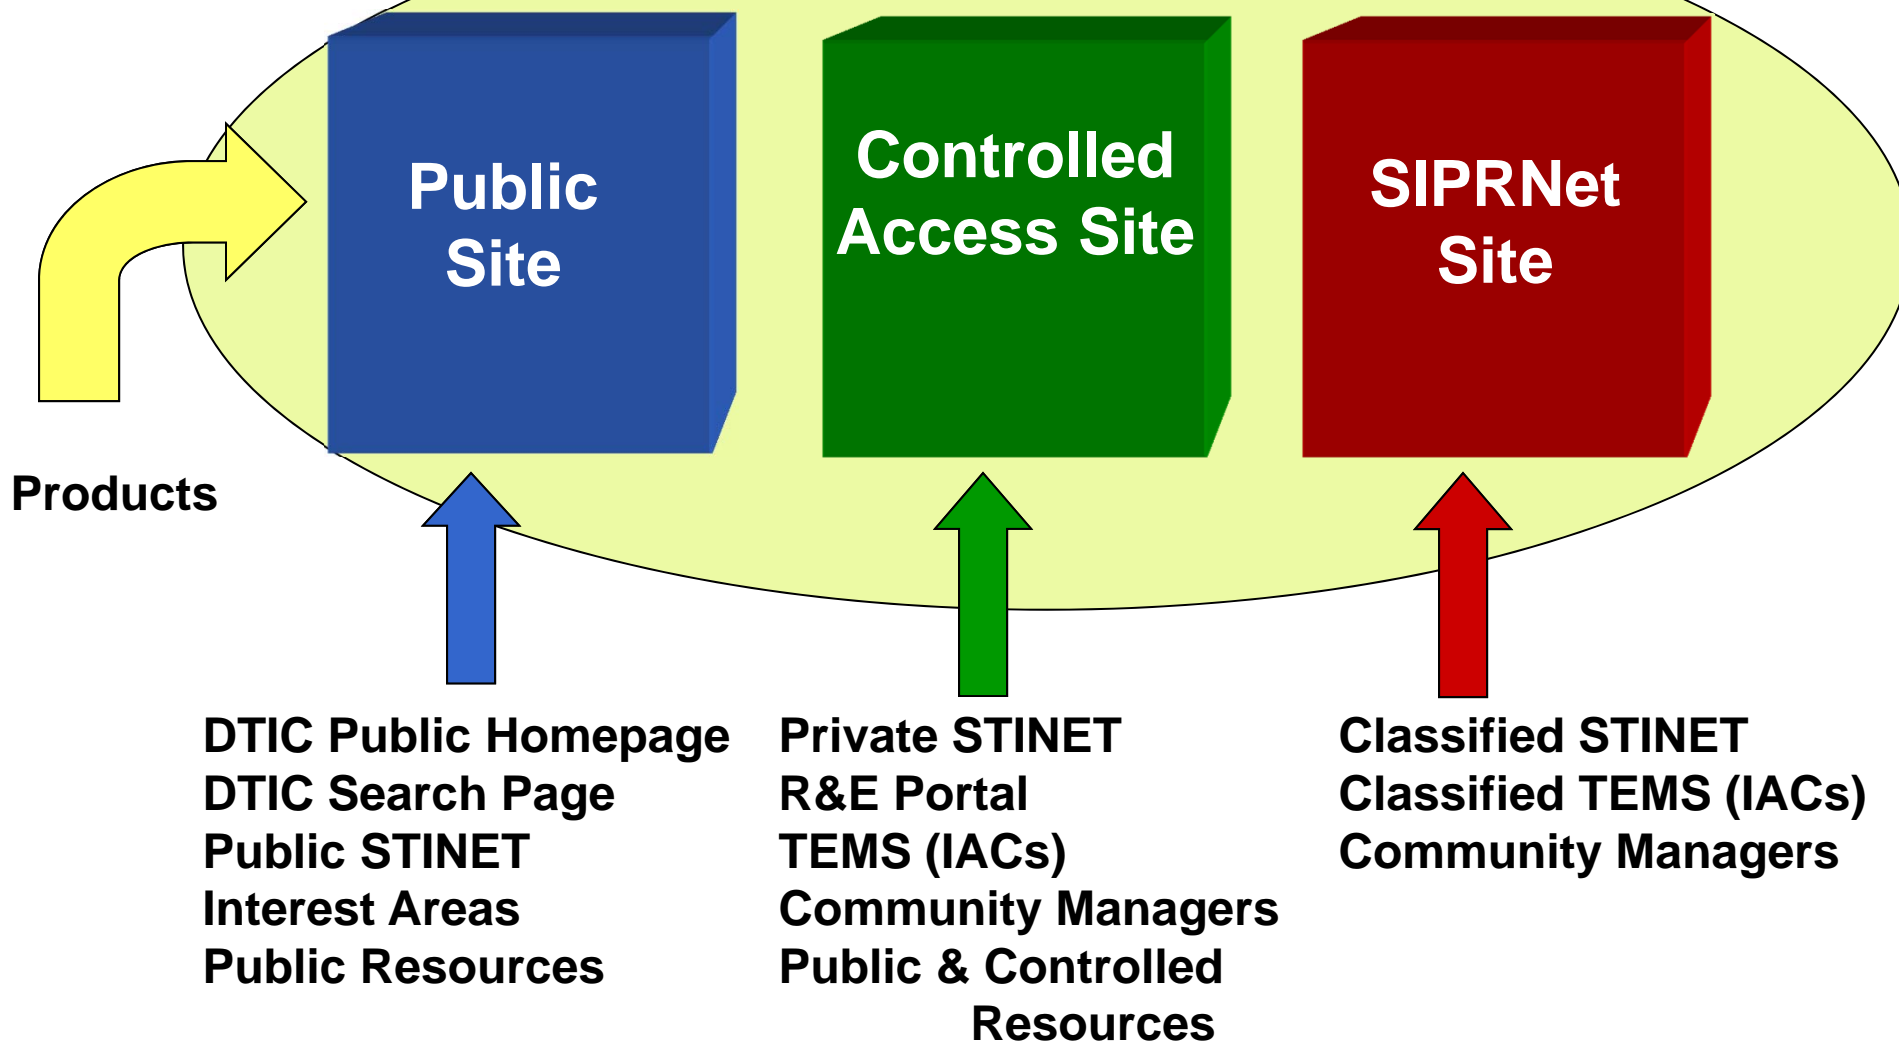 Public
Site
Controlled
Access Site
SIPRNet
Site
Products
DTIC Public Homepage
DTIC Search Page
Public STINET
Interest Areas
Public Resources
Private STINET
R&E Portal
TEMS (IACs)
Community Managers
Public & Controlled
Resources
Classified STINET
Classified TEMS (IACs)
Community Managers